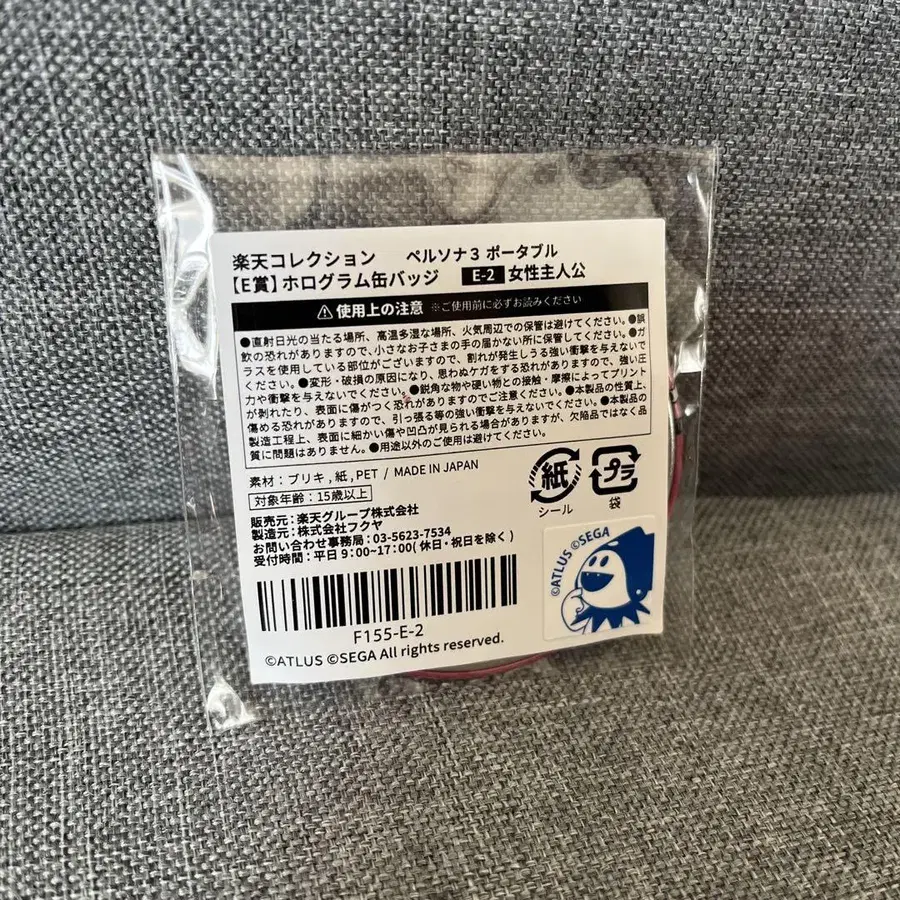 楽天コレクション ペルソナ3 ポータブル
【E賞】ホログラム缶バッジ E-2 女性主人公
⚠使用上の注意 ※ご使用前に必ずお読みください
●直射日光の当たる場所、高温多湿な場所、火気周辺での保管は避けてください。●誤
飲の恐れがありますので、小さなお子さまの手の届かない所に保管してください。●ガ
ラスを使用している部位がございますので、割れが発生しうる強い衝撃を与えないで
ください。●変形・破損の原因になり、思わぬケガをする恐れがありますので、強い圧
力や衝撃を与えないでください。●鋭角な物や硬い物との接触・摩擦によってプリント
が剥れたり、表面に傷がつく恐れがありますのでご注意ください。●本製品の性質上、
傷める恐れがありますので、引っ張る等の強い衝撃を与えないでください。●本製品の
製造工程上、表面に細かい傷や凹凸が見られる場合がありますが、欠陥品ではなく品
質に問題はありません。●用途以外のご使用は避けてください。
素材：ブリキ,紙,PET / MADE IN JAPAN
対象年齢：15歳以上
販売元：楽天グループ株式会社
製造元：株式会社フクヤ
お問い合わせ事務局：03-5623-7534
受付時間：平日9:00~17:00(休日・祝日を除く)
紙
シール
プラ
袋
©ATLUS ©SEGA
F155-E-2
©ATLUS ©SEGA All rights reserved.